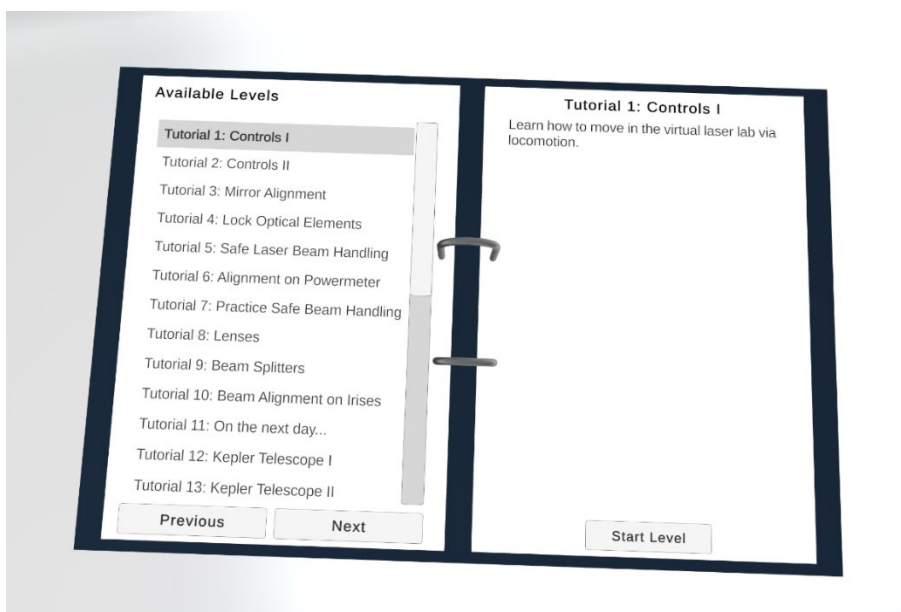 Available Levels
Tutorial 1: Controls I
Tutorial 2: Controls II
Tutorial 3: Mirror Alignment
Tutorial 4: Lock Optical Elements
Tutorial 5: Safe Laser Beam Handling
Tutorial 6: Alignment on Powermeter
Tutorial 7: Practice Safe Beam Handling
Tutorial 8: Lenses
Tutorial 9: Beam Splitters
Tutorial 10: Beam Alignment on Irises
Tutorial 11: On the next day...
Tutorial 12: Kepler Telescope I
Tutorial 13: Kepler Telescope II
Previous
Next
Tutorial 1: Controls I
Learn how to move in the virtual laser lab via
locomotion.
Start Level